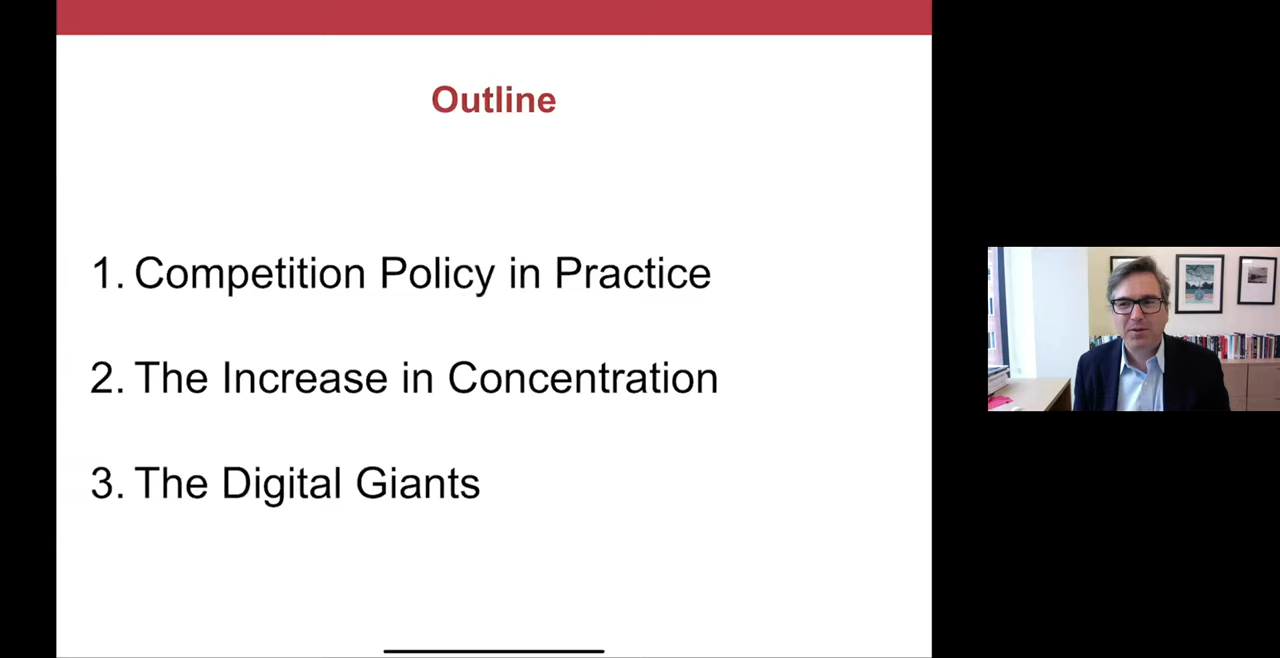 Outline
1. Competition Policy in Practice
2. The Increase in Concentration
3. The Digital Giants